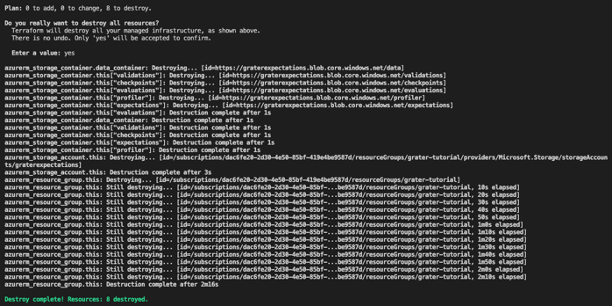 Plan: 0 to add, 0 to change, 8 to destroy.
Do you really want to destroy all resources?
Terraform will destroy all your managed infrastructure, as shown above.
There is no undo. Only 'yes' will be accepted to confirm.
Enter a value: yes
azurerm_storage_container.data_container: Destroying... [id=https://graterexpectations.blob.core.windows.net/data]
azurerm_storage_container.this["validations"]: Destroying... [id=https://graterexpectations.blob.core.windows.net/validations]
azurerm_storage_container.this["checkpoints"]: Destroying... [id=https://graterexpectations.blob.core.windows.net/checkpoints]
azurerm_storage_container.this["evaluations"]: Destroying... [id=https://graterexpectations.blob.core.windows.net/evaluations]
azurerm_storage_container.this["profiler"]: Destroying... [id=https://graterexpectations.blob.core.windows.net/profiler]
azurerm_storage_container.this["expectations"]: Destroying... [id=https://graterexpectations.blob.core.windows.net/expectations]
azurerm_storage_container.this["evaluations"]: Destruction complete after 1s
azurerm_storage_container.data_container: Destruction complete after 1s
azurerm_storage_container.this["validations"]: Destruction complete after 1s
azurerm_storage_container.this["checkpoints"]: Destruction complete after 1s
azurerm_storage_container.this["expectations"]: Destruction complete after 1s
azurerm_storage_container.this["profiler"]: Destruction complete after 1s
azurerm_storage_account.this: Destroying... [id=/subscriptions/dac6fe20-2d30-4e50-85bf-419e4be9587d/resourceGroups/grater-tutorial/providers/Microsoft.Storage/storageAccoun
ts/graterexpectations]
azurerm_storage_account.this: Destruction complete after 3s
azurerm_resource_group.this: Destroying... [id=/subscriptions/dac6fe20-2d30-4e50-85bf-419e4be9587d/resourceGroups/grater-tutorial]
azurerm_resource_group.this: Still destroying... [id=/subscriptions/dac6fe20-2d30-4e50-85bf-...be9587d/resourceGroups/grater-tutorial, 10s elapsed]
azurerm_resource_group.this: Still destroying... [id=/subscriptions/dac6fe20-2d30-4e50-85bf-...be9587d/resourceGroups/grater-tutorial, 20s elapsed]
azurerm_resource_group.this: Still destroying... [id=/subscriptions/dac6fe20-2d30-4e50-85bf-...be9587d/resourceGroups/grater-tutorial, 30s elapsed]
azurerm_resource_group.this: Still destroying... [id=/subscriptions/dac6fe20-2d30-4e50-85bf-...be9587d/resourceGroups/grater-tutorial, 40s elapsed]
azurerm_resource_group.this: Still destroying... [id=/subscriptions/dac6fe20-2d30-4e50-85bf-...be9587d/resourceGroups/grater-tutorial, 50s elapsed]
azurerm_resource_group.this: Still destroying... [id=/subscriptions/dac6fe20-2d30-4e50-85bf-...be9587d/resourceGroups/grater-tutorial, 1m0s elapsed]
azurerm_resource_group.this: Still destroying... [id=/subscriptions/dac6fe20-2d30-4e50-85bf-...be9587d/resourceGroups/grater-tutorial, 1m10s elapsed]
azurerm_resource_group.this: Still destroying... [id=/subscriptions/dac6fe20-2d30-4e50-85bf-...be9587d/resourceGroups/grater-tutorial, 1m20s elapsed]
azurerm_resource_group.this: Still destroying... [id=/subscriptions/dac6fe20-2d30-4e50-85bf-...be9587d/resourceGroups/grater-tutorial, 1m30s elapsed]
azurerm_resource_group.this: Still destroying... [id=/subscriptions/dac6fe20-2d30-4e50-85bf-...be9587d/resourceGroups/grater-tutorial, 1m40s elapsed]
azurerm_resource_group.this: Still destroying... [id=/subscriptions/dac6fe20-2d30-4e50-85bf-...be9587d/resourceGroups/grater-tutorial, 1m50s elapsed]
azurerm_resource_group.this: Still destroying... [id=/subscriptions/dac6fe20-2d30-4e50-85bf-...be9587d/resourceGroups/grater-tutorial, 2m0s elapsed]
azurerm_resource_group.this: Still destroying... [id=/subscriptions/dac6fe20-2d30-4e50-85bf-...be9587d/resourceGroups/grater-tutorial, 2m10s elapsed]
azurerm_resource_group.this: Destruction complete after 2m16s
Destroy complete! Resources: 8 destroyed.